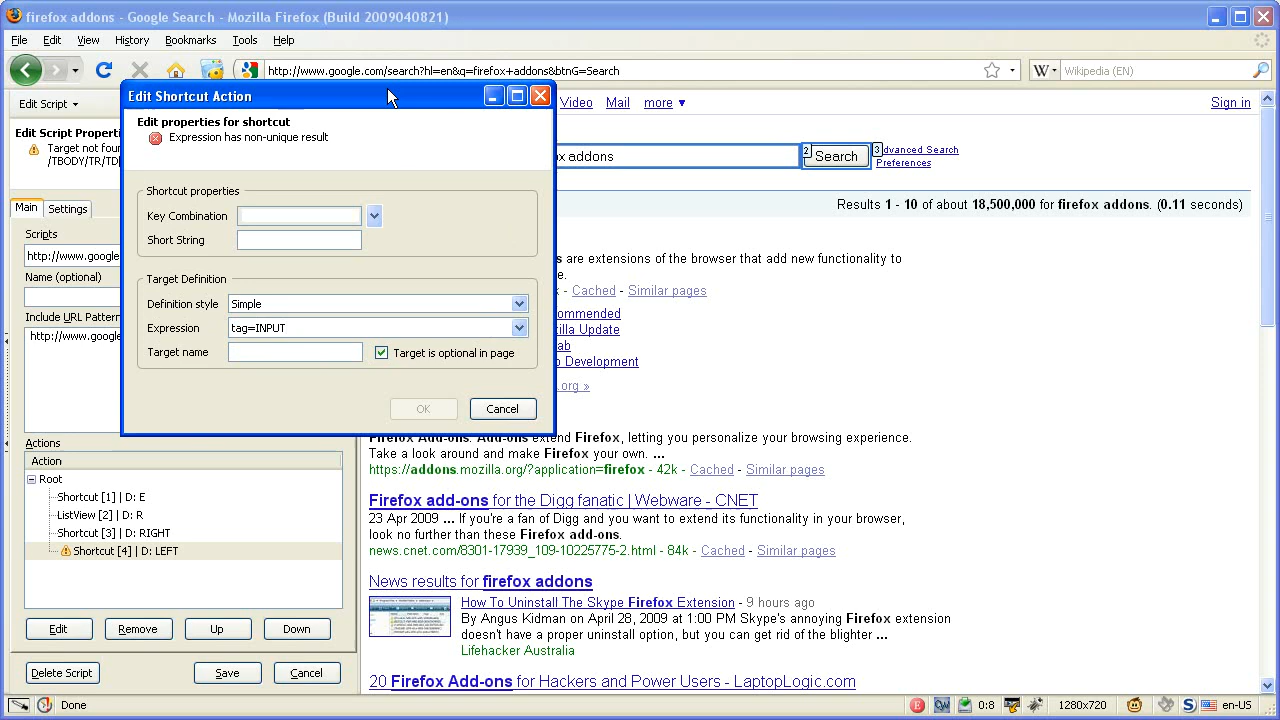 firefox addons - Google Search - Mozilla Firefox (Build 2009040821)
File Edit View History Bookmarks Tools Help
http://www.google.com/search?hl=en&q=firefox+addons&btnG=Search
W Wikipedia (EN)
Edit Script
Video Mail more ▼
Sign in
Edit Script Properti
Target not foun
/TBODY/TR/TD
Main Settings
Scripts
http://www.google
Name (optional)
Include URL Pattern
http://www.google
Edit Shortcut Action
Edit properties for shortcut
Expression has non-unique result
Shortcut properties
Key Combination
Short String
Target Definition
Definition style Simple
Expression tag=INPUT
Target name
Target is optional in page
OK Cancel
x addons
2 Search
3 dvanced Search
Preferences
Results 1 - 10 of about 18,500,000 for firefox addons. (0.11 seconds)
s are extensions of the browser that add new functionality to
e.
- Cached - Similar pages
ommended
illa Update
ab
o Development
.org »
Firefox Add-ons. Add-ons extend Firefox, letting you personalize your browsing experience.
Take a look around and make Firefox your own. ...
https://addons.mozilla.org/?application=firefox - 42k - Cached - Similar pages
Firefox add-ons for the Digg fanatic | Webware - CNET
23 Apr 2009 ... If you're a fan of Digg and you want to extend its functionality in your browser,
look no further than these Firefox add-ons.
news.cnet.com/8301-17939_109-10225775-2.html - 84k - Cached - Similar pages
News results for firefox addons
How To Uninstall The Skype Firefox Extension - 9 hours ago
By Angus Kidman 28, 2009 PM Skypes annoying Firefox extension
doesn't have a proper uninstall option, but you can get rid of the blighter ...
Lifehacker Australia
20 Firefox Add-ons for Hackers and Power Users - LaptopLogic.com
Actions
Action
Root
Shortcut [1] | D: E
ListView [2] | D: R
Shortcut [3] | D: RIGHT
Shortcut [4] | D: LEFT
Edit Remove Up Down
Delete Script Save Cancel
Done
E 0:8 1280x720 S en-US